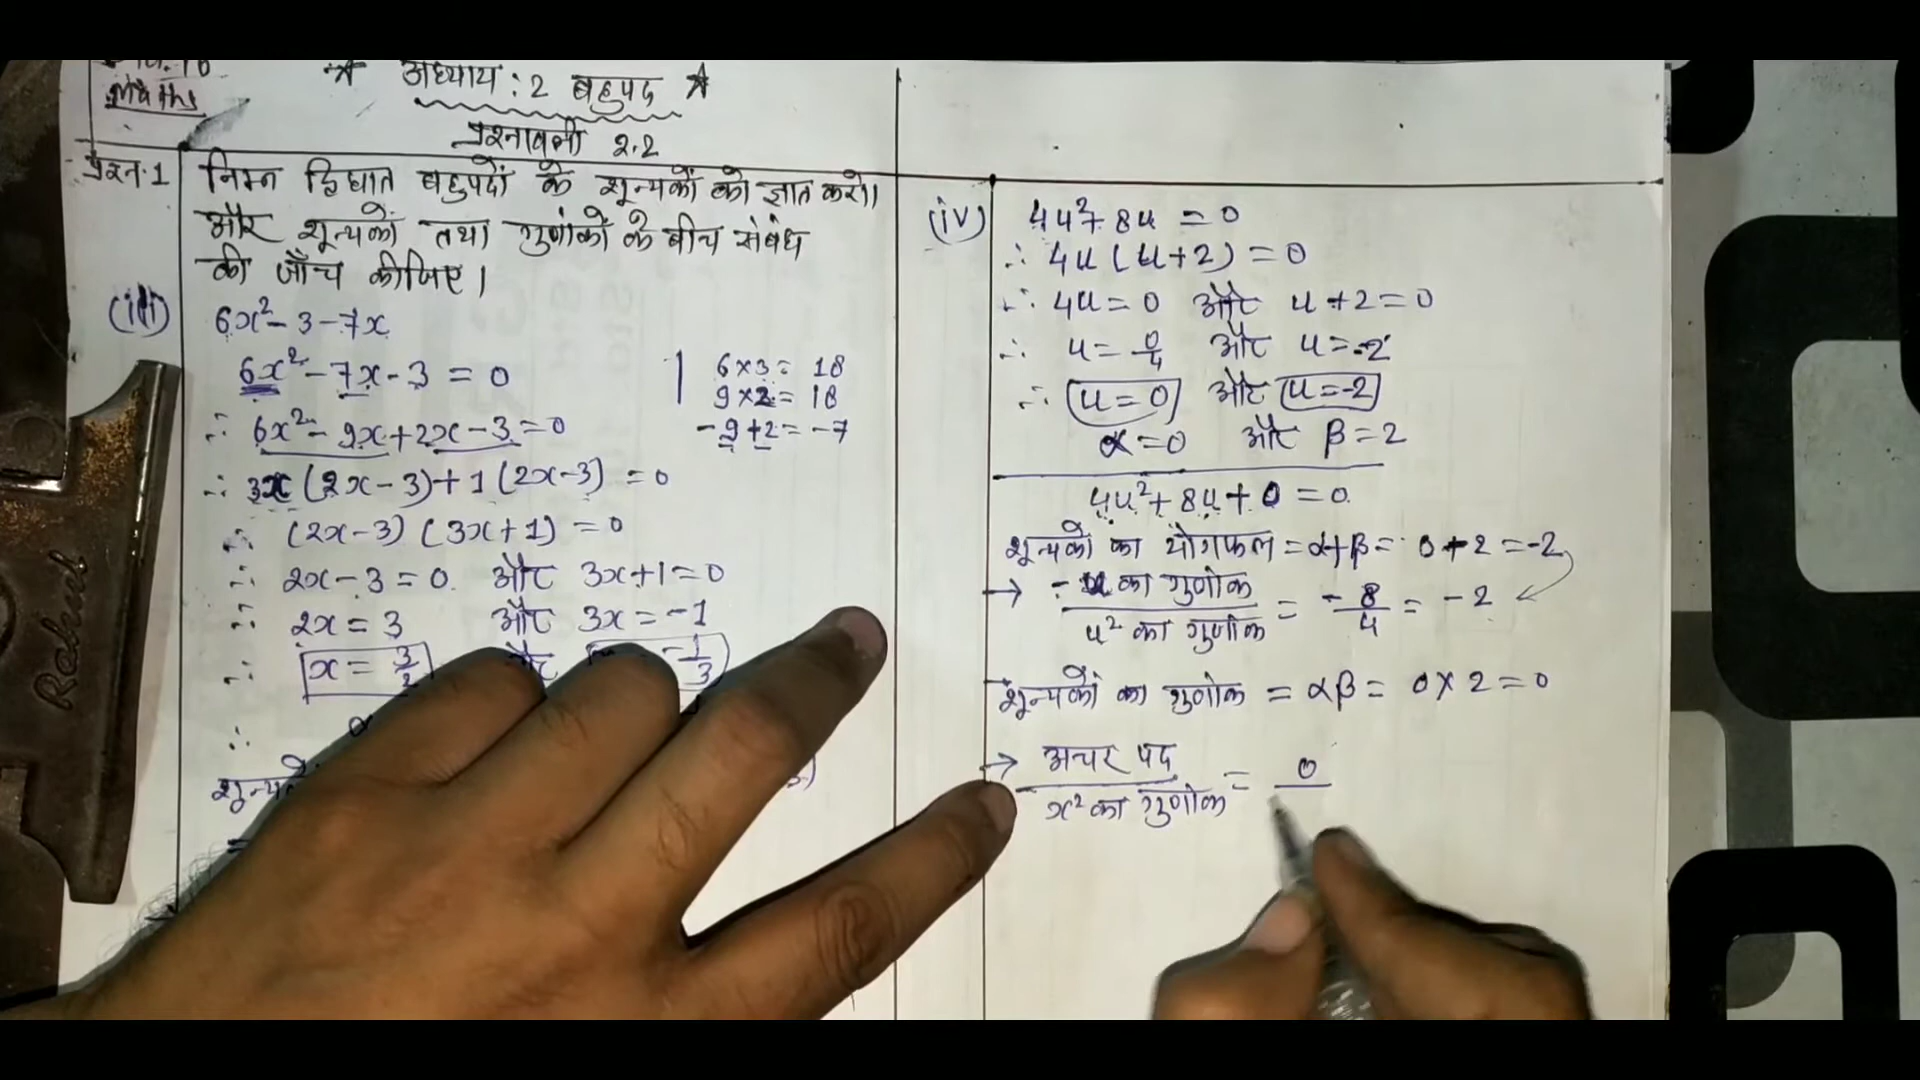 Maths
★ अध्याय : 2 बहुपद ★
प्रश्नावली 2.2
प्रश्न.1 निम्न द्विघात बहुपदों के शून्यकों को ज्ञात करो।
और शून्यकों तथा गुणांकों के बीच संबंध
की जाँच कीजिए।
(iii) 6x² - 3 - 7x
6x² - 7x - 3 = 0
6×3 = 18
9×2 = 18
-9+2 = -7
∴ 6x² - 9x + 2x - 3 = 0
∴ 3x (2x - 3) + 1 (2x - 3) = 0
∴ (2x - 3) (3x + 1) = 0
∴ 2x - 3 = 0 और 3x + 1 = 0
∴ 2x = 3 और 3x = -1
∴ x = 3/2 - 1/3
∴
(iv) 4u² + 8u = 0
∴ 4u (u + 2) = 0
∴ 4u = 0 और u + 2 = 0
∴ u = 0/4 और u = -2
∴ u = 0 और u = -2
α = 0 और β = 2
4u² + 8u + 0 = 0
शून्यकों का योगफल = α+β = 0 - 2 = -2
→ - u का गुणांक / u² का गुणांक = - 8/4 = - 2
शून्यकों का गुणांक = αβ = 0 × 2 = 0
→ अचर पद / x² का गुणांक = 0
Rahul